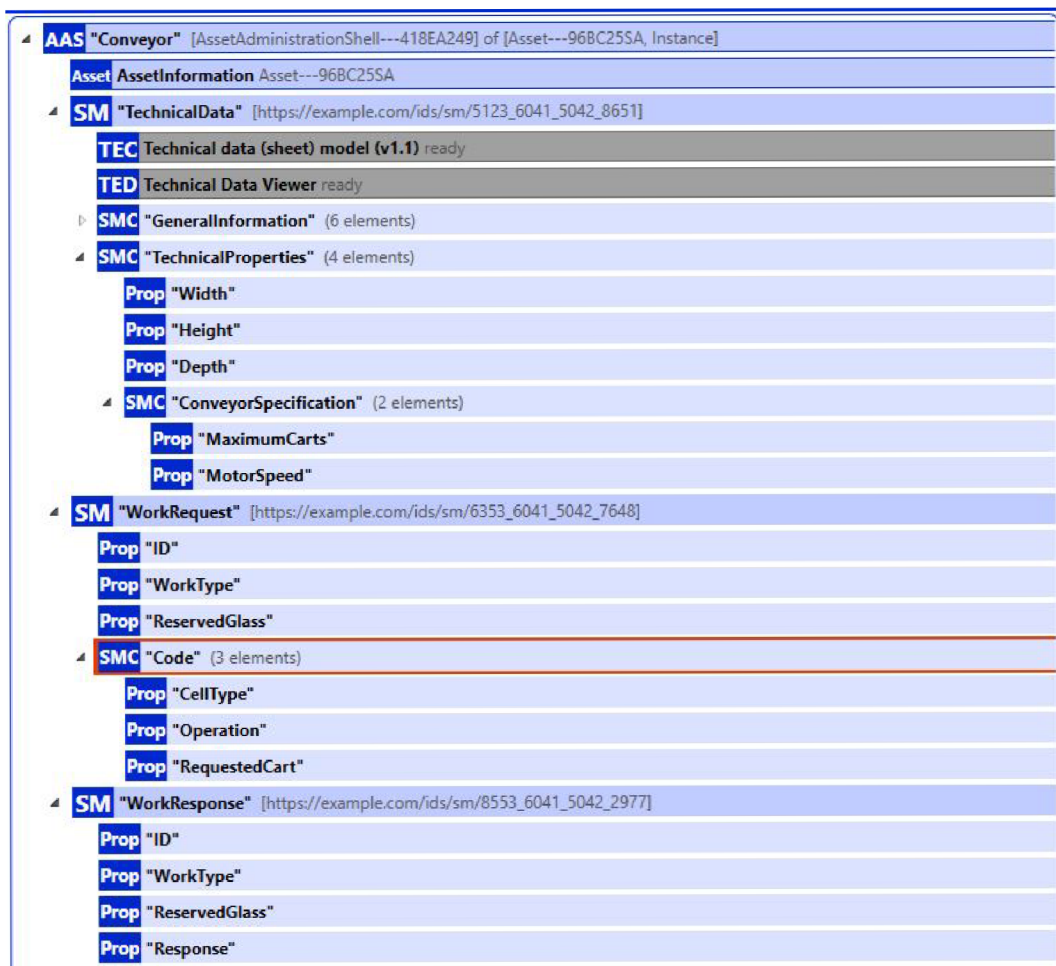 AAS "Conveyor" [AssetAdministrationShell---418EA249] of [Asset---96BC25SA, Instance]
Asset AssetInformation Asset---96BC25SA
SM "TechnicalData" [https://example.com/ids/sm/5123_6041_5042_8651]
TEC Technical data (sheet) model (v1.1) ready
TED Technical Data Viewer ready
SMC "GeneralInformation" (6 elements)
SMC "TechnicalProperties" (4 elements)
Prop "Width"
Prop "Height"
Prop "Depth"
SMC "ConveyorSpecification" (2 elements)
Prop "MaximumCarts"
Prop "MotorSpeed"
SM "WorkRequest" [https://example.com/ids/sm/6353_6041_5042_7648]
Prop "ID"
Prop "WorkType"
Prop "ReservedGlass"
SMC "Code" (3 elements)
Prop "CellType"
Prop "Operation"
Prop "RequestedCart"
SM "WorkResponse" [https://example.com/ids/sm/8553_6041_5042_2977]
Prop "ID"
Prop "WorkType"
Prop "ReservedGlass"
Prop "Response"